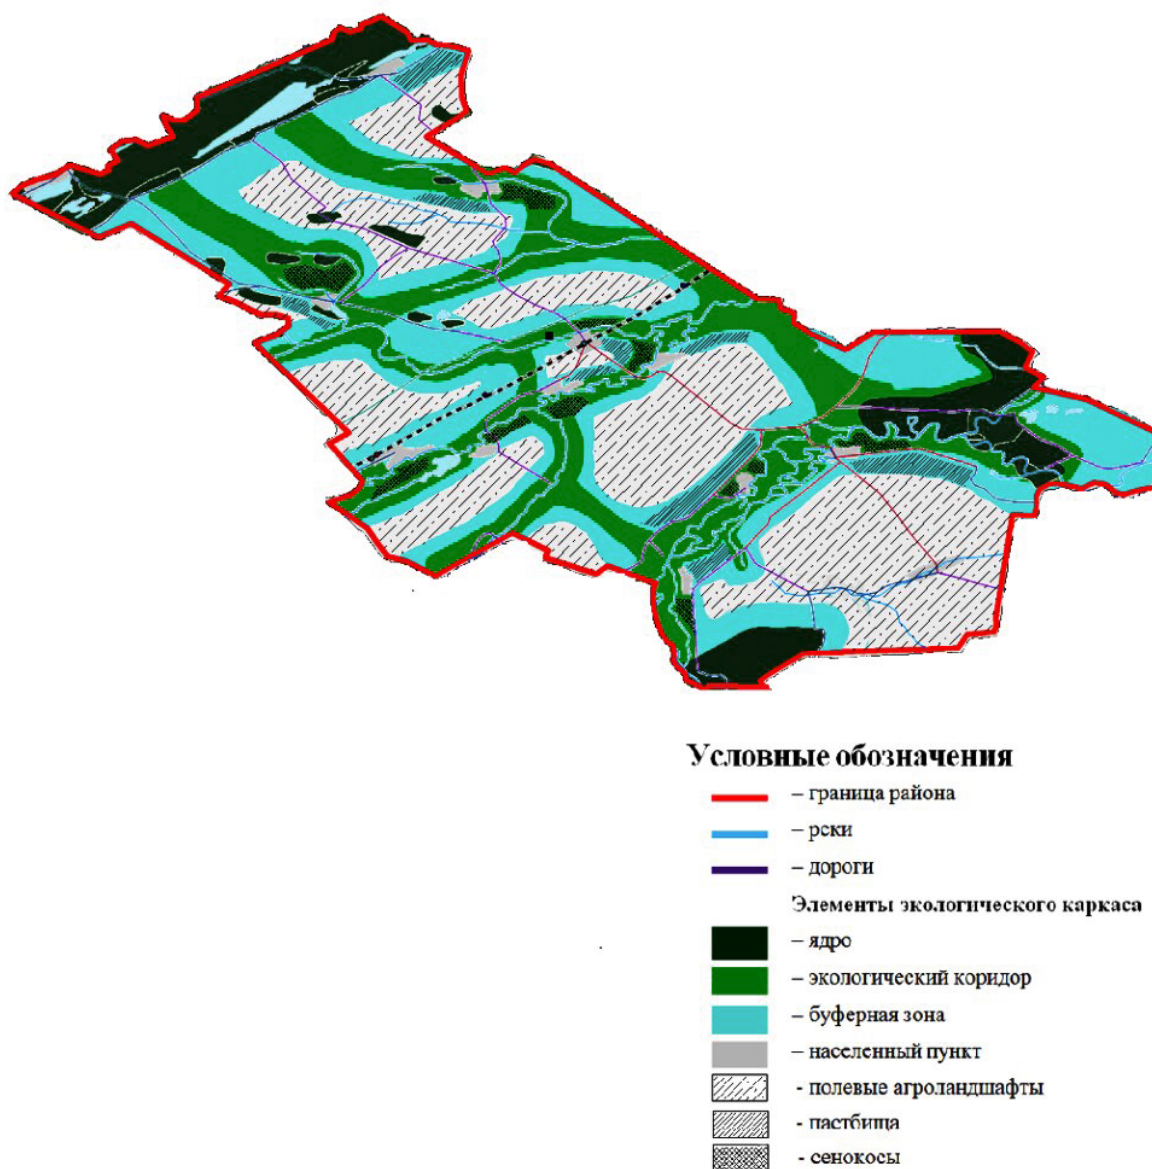 Условные обозначения
– граница района
– рски
– дороги
Элементы экологического каркаса
– ядро
– экологический коридор
– буферная зона
– населенный пункт
- полевые агроландшафты
- пастбища
- сенокосы